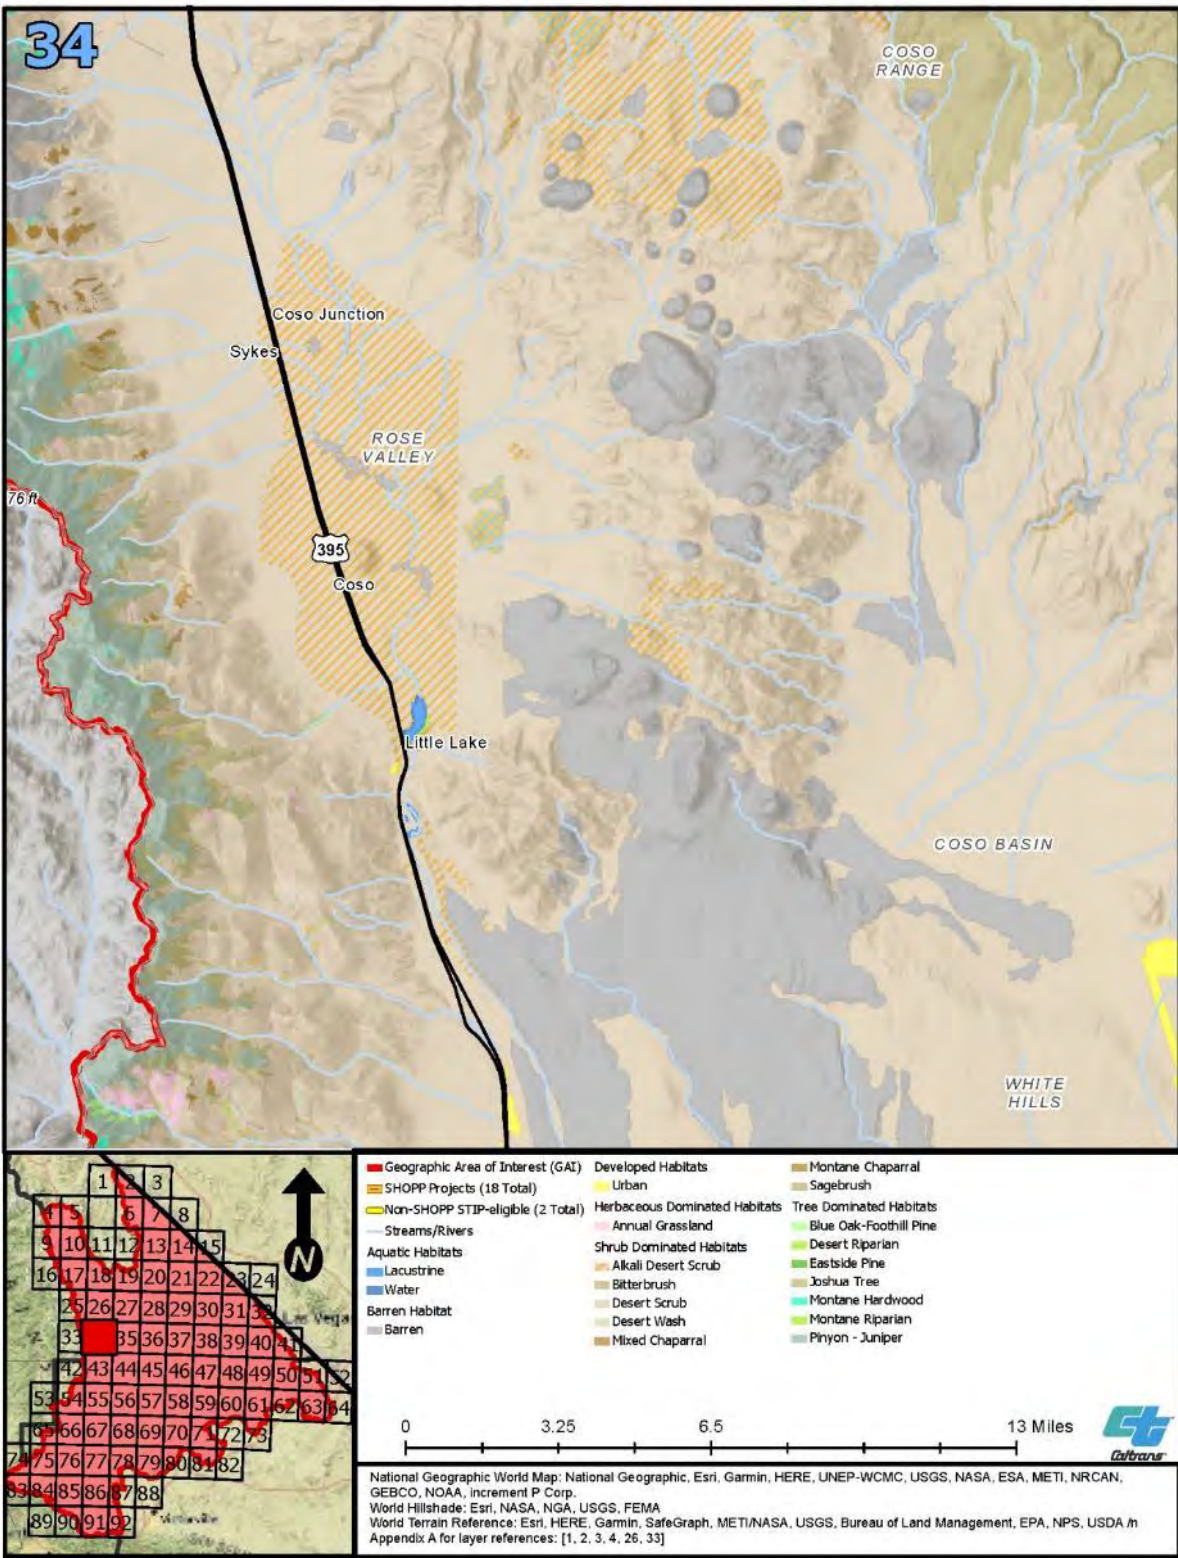 34
COSO
RANGE
Coso Junction
Sykes
ROSE
VALLEY
76 ft
395
Coso
Little Lake
COSO BASIN
WHITE
HILLS
1 2 3
4 5 6 7 8
9 10 11 12 13 14 15
16 17 18 19 20 21 22 23 24
25 26 27 28 29 30 31 32
Las Vega
33 35 36 37 38 39 40 41
42 43 44 45 46 47 48 49 50 51 52
53 54 55 56 57 58 59 60 61 62 63 64
65 66 67 68 69 70 71 72 73
74 75 76 77 78 79 80 81 82
83 84 85 86 87 88
89 90 91 92
N
Geographic Area of Interest (GAI)
SHOPP Projects (18 Total)
Non-SHOPP STIP-eligible (2 Total)
Streams/Rivers
Aquatic Habitats
Lacustrine
Water
Barren Habitat
Barren
Developed Habitats
Urban
Herbaceous Dominated Habitats
Annual Grassland
Shrub Dominated Habitats
Alkali Desert Scrub
Bitterbrush
Desert Scrub
Desert Wash
Mixed Chaparral
Montane Chaparral
Sagebrush
Tree Dominated Habitats
Blue Oak-Foothill Pine
Desert Riparian
Eastside Pine
Joshua Tree
Montane Hardwood
Montane Riparian
Pinyon - Juniper
0 3.25 6.5 13 Miles
Caltrans
National Geographic World Map: National Geographic, Esri, Garmin, HERE, UNEP-WCMC, USGS, NASA, ESA, METI, NRCAN,
GEBCO, NOAA, increment P Corp.
World Hillshade: Esri, NASA, NGA, USGS, FEMA
World Terrain Reference: Esri, HERE, Garmin, SafeGraph, METI/NASA, USGS, Bureau of Land Management, EPA, NPS, USDA /n
Appendix A for layer references: [1, 2, 3, 4, 26, 33]